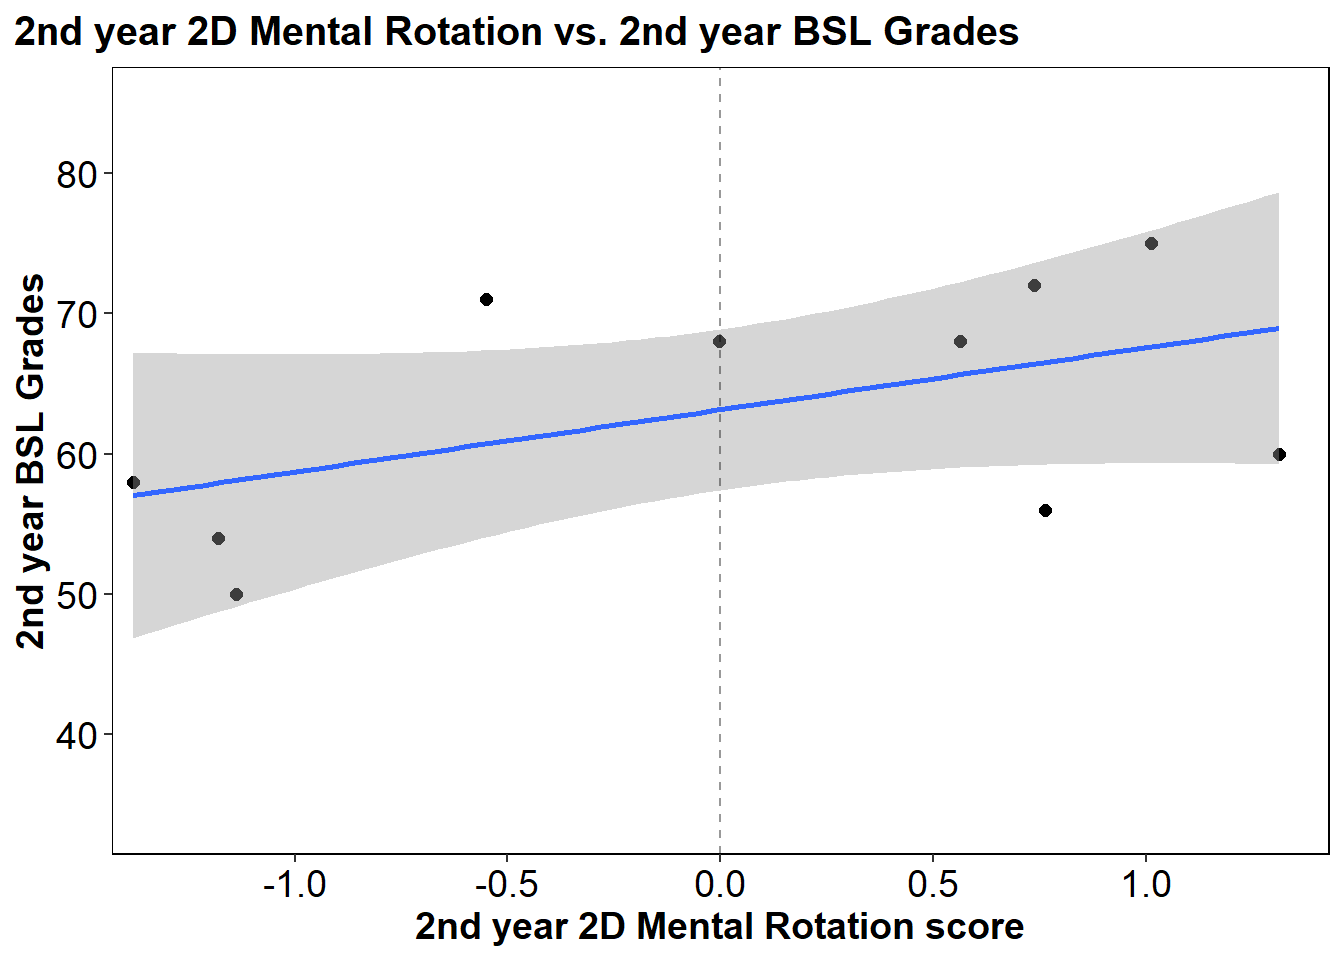 2nd year 2D Mental Rotation vs. 2nd year BSL Grades
80
70
60
50
40
2nd year BSL Grades
-1.0 -0.5 0.0 0.5 1.0
2nd year 2D Mental Rotation score